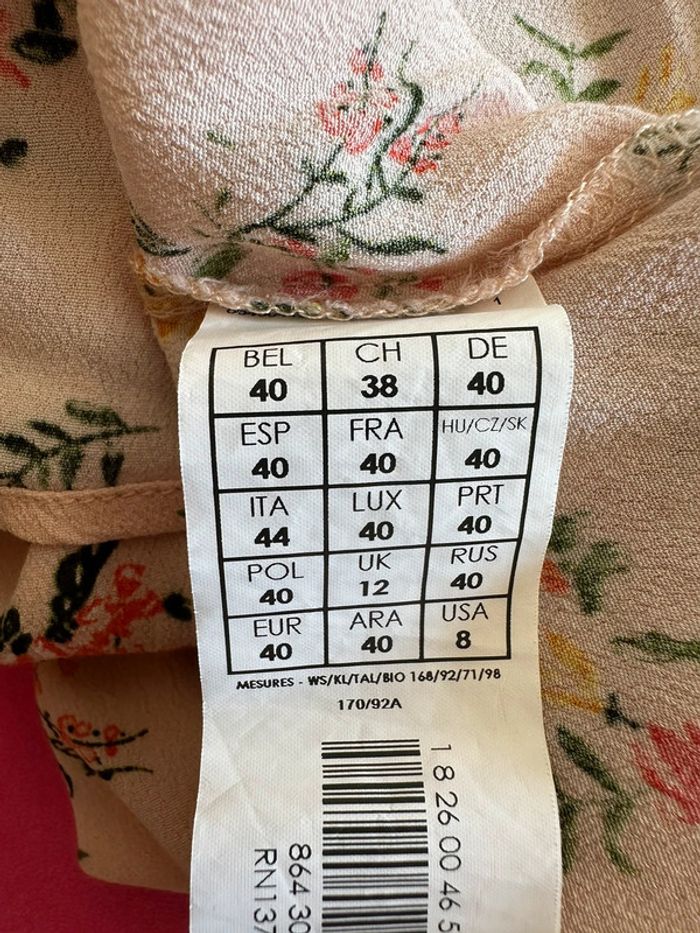 1
BEL CH DE
40 38 40
ESP FRA HU/CZ/SK
40 40 40
ITA LUX PRT
44 40 40
POL UK RUS
40 12 40
EUR ARA USA
40 40 8
MESURES - WS/KL/TAL/BIO 168/92/71/98
170/92A
1 8 26 00 46 5
864 30
RN137